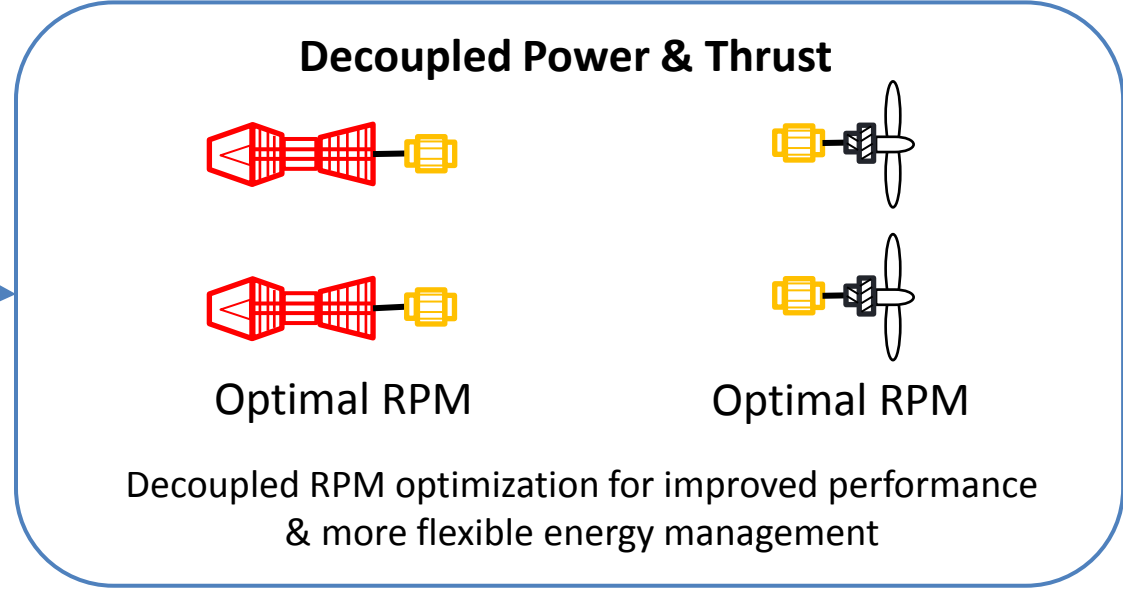 Decoupled Power & Thrust
Optimal RPM
Optimal RPM
Decoupled RPM optimization for improved performance
& more flexible energy management